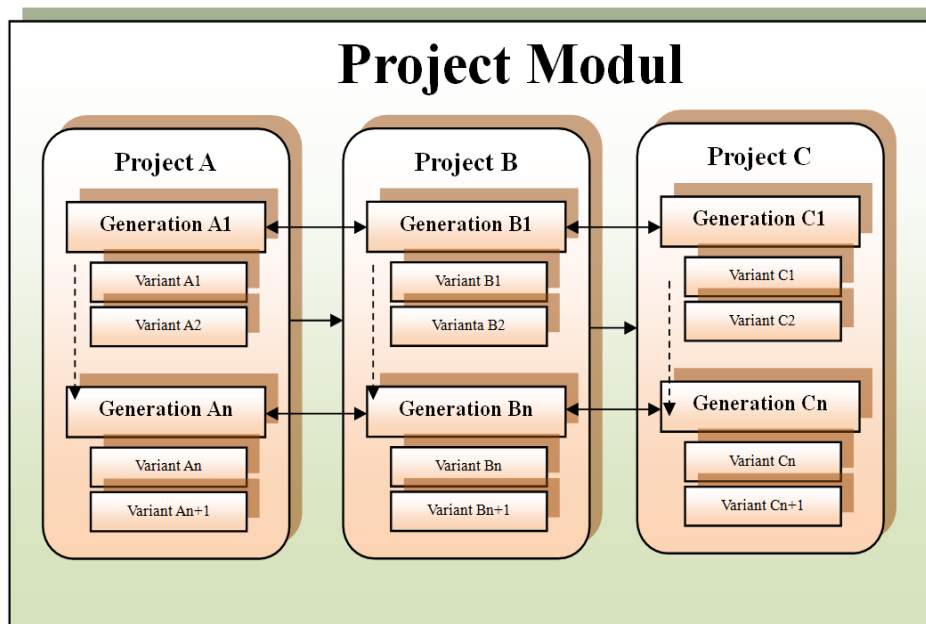 Project Modul
Project A
Generation A1
Variant A1
Variant A2
Generation An
Variant An
Variant An+1
Project B
Generation B1
Variant B1
Varianta B2
Generation Bn
Variant Bn
Variant Bn+1
Project C
Generation C1
Variant C1
Variant C2
Generation Cn
Variant Cn
Variant Cn+1